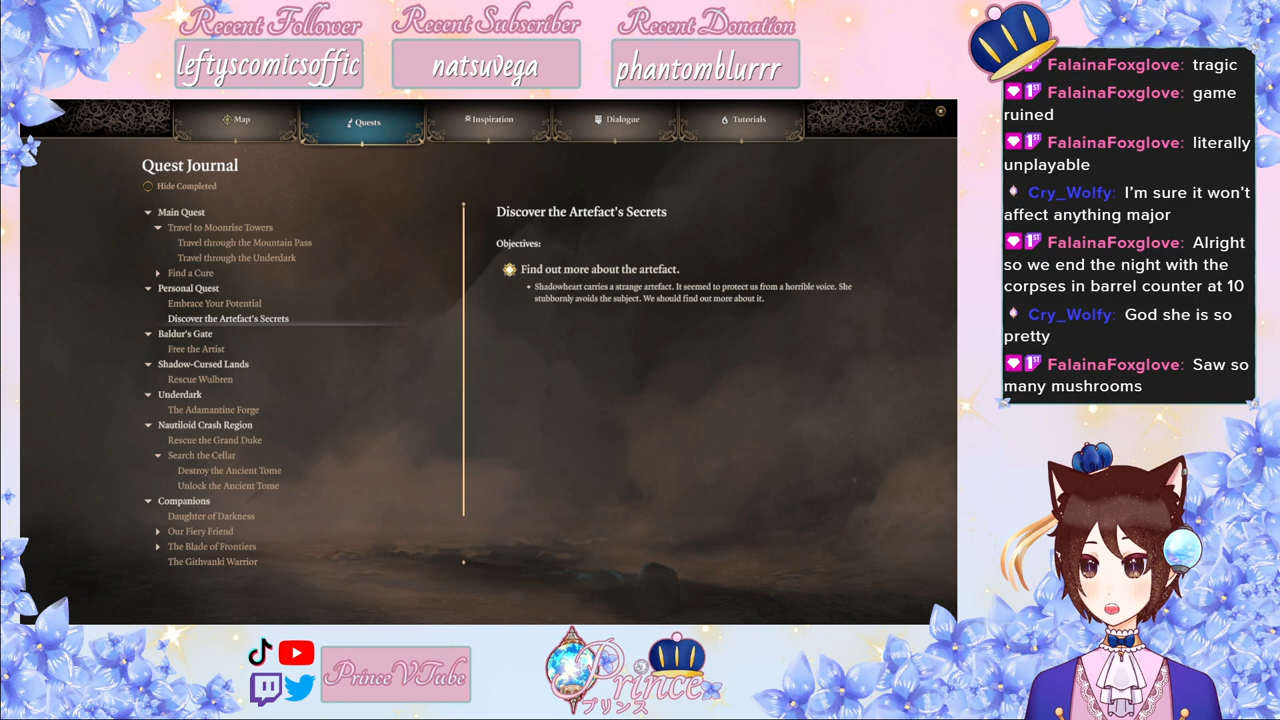 Recent Follower
leftyscomicsoffic
Recent Subscriber
natsuvega
Recent Donation
phantomblurrr
Map
Quests
Inspiration
Dialogue
Tutorials
Quest Journal
Hide Completed
Main Quest
Travel to Moonrise Towers
Travel through the Mountain Pass
Travel through the Underdark
Find a Cure
Personal Quest
Embrace Your Potential
Discover the Artefact's Secrets
Baldur's Gate
Free the Artist
Shadow-Cursed Lands
Rescue Wulbren
Underdark
The Adamantine Forge
Nautiloid Crash Region
Rescue the Grand Duke
Search the Cellar
Destroy the Ancient Tome
Unlock the Ancient Tome
Companions
Daughter of Darkness
Our Fiery Friend
The Blade of Frontiers
The Githyanki Warrior
Discover the Artefact's Secrets
Objectives:
Find out more about the artefact.
• Shadowheart carries a strange artefact. It seemed to protect us from a horrible voice. She
stubbornly avoids the subject. We should find out more about it.
FalainaFoxglove: tragic
1ST FalainaFoxglove: game
ruined
1ST FalainaFoxglove: literally
unplayable
Cry_Wolfy: I'm sure it won't
affect anything major
1ST FalainaFoxglove: Alright
so we end the night with the
corpses in barrel counter at 10
Cry_Wolfy: God she is so
pretty
1ST FalainaFoxglove: Saw so
many mushrooms
Prince VTube
Prince
プリンス